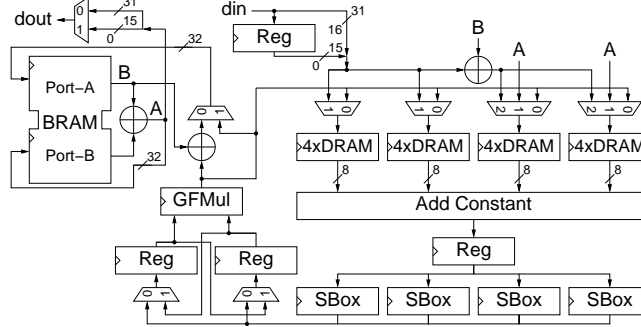 dout
0
1
31
15
0
32
B
Port-A
BRAM
Port-B
A
32
0
1
GFMul
Reg
Reg
0
1
0
1
din
31
16
Reg
15
0
B
A
A
1
0
1
0
2
1
0
2
1
0
4xDRAM
4xDRAM
4xDRAM
4xDRAM
8
8
8
8
Add Constant
Reg
SBox
SBox
SBox
SBox